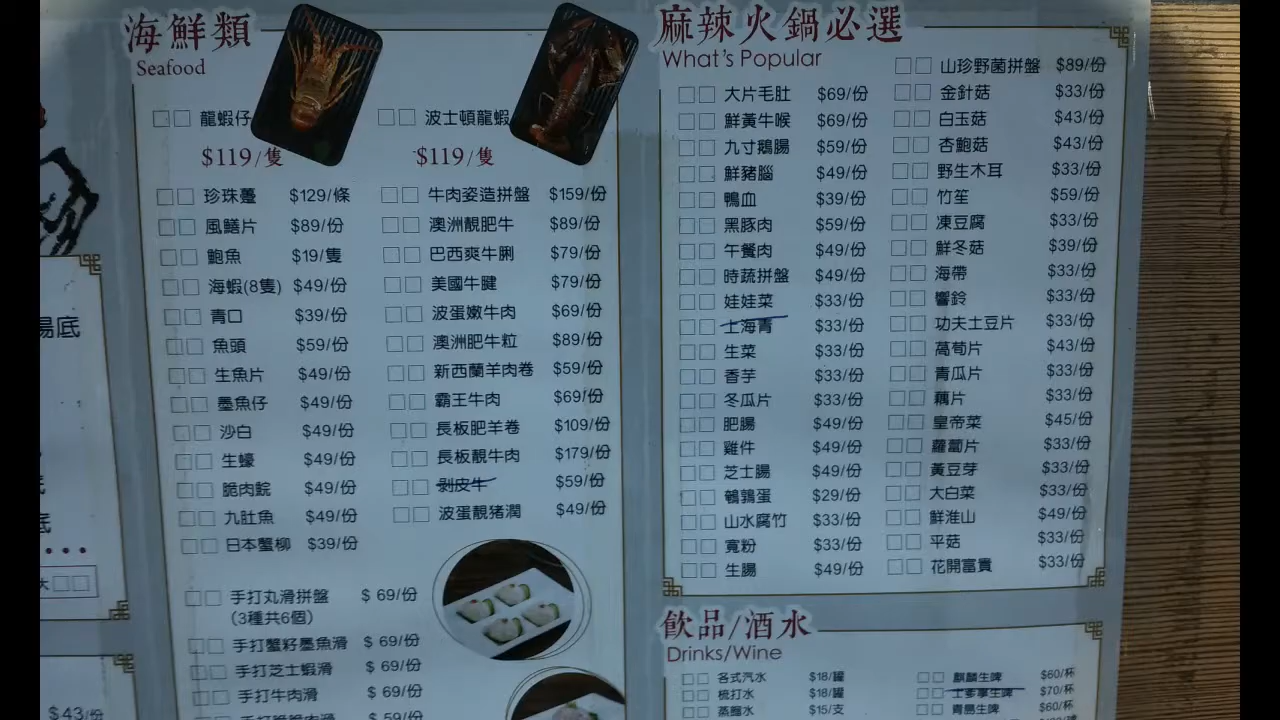 海鮮類
Seafood
龍蝦仔
$119/隻
波士頓龍蝦
$119/隻
珍珠躉 $129/條
風鱔片 $89/份
鮑魚 $19/隻
海蝦(8隻) $49/份
青口 $39/份
魚頭 $59/份
生魚片 $49/份
墨魚仔 $49/份
沙白 $49/份
生蠔 $49/份
脆肉鯇 $49/份
九肚魚 $49/份
日本蟹柳 $39/份
牛肉姿造拼盤 $159/份
澳洲靚肥牛 $89/份
巴西爽牛脷 $79/份
美國牛𦟌 $79/份
波蛋嫩牛肉 $69/份
澳洲肥牛粒 $89/份
新西蘭羊肉卷 $59/份
霸王牛肉 $69/份
長板肥羊卷 $109/份
長板靚牛肉 $179/份
剝皮牛 $59/份
波蛋靚豬潤 $49/份
手打丸滑拼盤 $ 69/份
(3種共6個)
手打蟹籽墨魚滑 $ 69/份
手打芝士蝦滑 $ 69/份
手打牛肉滑 $ 69/份
$ 59/份
麻辣火鍋必選
What's Popular
大片毛肚 $69/份
鮮黃牛喉 $69/份
九寸鵝腸 $59/份
鮮豬腦 $49/份
鴨血 $39/份
黑豚肉 $59/份
午餐肉 $49/份
時蔬拼盤 $49/份
娃娃菜 $33/份
上海青 $33/份
生菜 $33/份
香芋 $33/份
冬瓜片 $33/份
肥腸 $49/份
雞件 $49/份
芝士腸 $49/份
鵪鶉蛋 $29/份
山水腐竹 $33/份
寬粉 $33/份
生腸 $49/份
山珍野菌拼盤 $89/份
金針菇 $33/份
白玉菇 $43/份
杏鮑菇 $43/份
野生木耳 $33/份
竹笙 $59/份
凍豆腐 $33/份
鮮冬菇 $39/份
海帶 $33/份
響鈴 $33/份
功夫土豆片 $33/份
萵筍片 $43/份
青瓜片 $33/份
藕片 $33/份
皇帝菜 $45/份
蘿蔔片 $33/份
黃豆芽 $33/份
大白菜 $33/份
鮮淮山 $49/份
平菇 $33/份
花開富貴 $33/份
飲品/酒水
Drinks/Wine
各式汽水 $18/罐
梳打水 $18/罐
蒸餾水 $15/支
麒麟生啤 $60/杯
士多拿生啤 $70/杯
青島生啤 $60/杯
湯底
底
$43/份